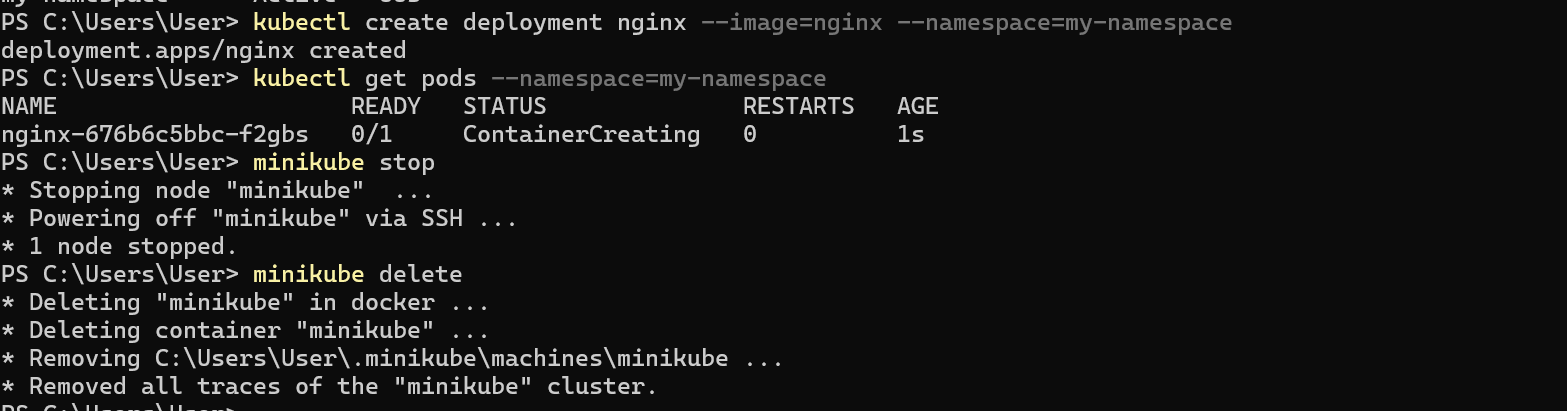 my-namespace Active
PS C:\Users\User> kubectl create deployment nginx --image=nginx --namespace=my-namespace
deployment.apps/nginx created
PS C:\Users\User> kubectl get pods --namespace=my-namespace
NAME READY STATUS RESTARTS AGE
nginx-676b6c5bbc-f2gbs 0/1 ContainerCreating 0 1s
PS C:\Users\User> minikube stop
* Stopping node "minikube" ...
* Powering off "minikube" via SSH ...
* 1 node stopped.
PS C:\Users\User> minikube delete
* Deleting "minikube" in docker ...
* Deleting container "minikube" ...
* Removing C:\Users\User\.minikube\machines\minikube ...
* Removed all traces of the "minikube" cluster.
PS C:\Users\User>